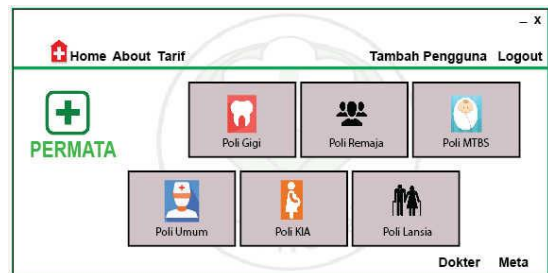 – X
Home About Tarif Tambah Pengguna Logout
PERMATA
Poli Gigi Poli Remaja Poli MTBS
Poli Umum Poli KIA Poli Lansia
Dokter Meta